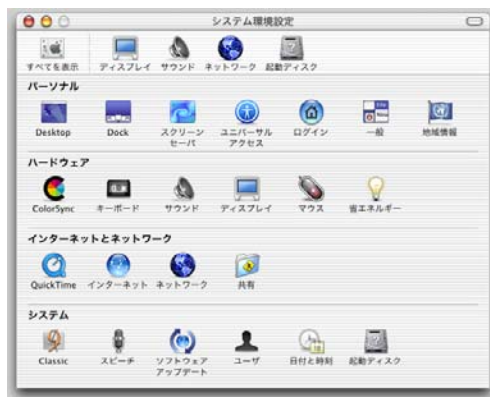 システム環境設定
すべてを表示 ディスプレイ サウンド ネットワーク 起動ディスク
パーソナル
Desktop Dock スクリーン ユニバーサル ログイン 一般 地域情報
セーバ アクセス
ハードウェア
ColorSync キーボード サウンド ディスプレイ マウス 省エネルギー
インターネットとネットワーク
QuickTime インターネット ネットワーク 共有
システム
Classic スピーチ ソフトウェア ユーザ 日付と時刻 起動ディスク
アップデート